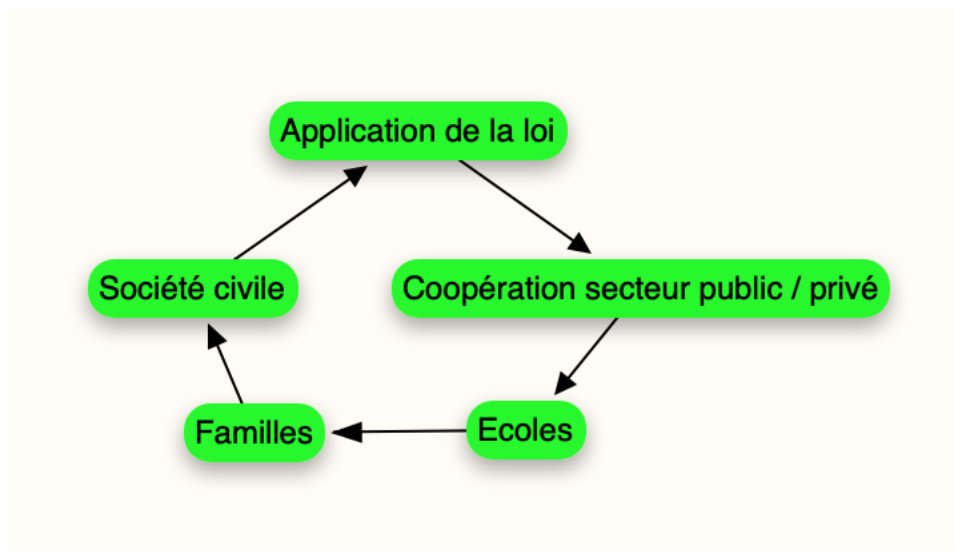 Application de la loi
Société civile
Coopération secteur public / privé
Familles
Ecoles